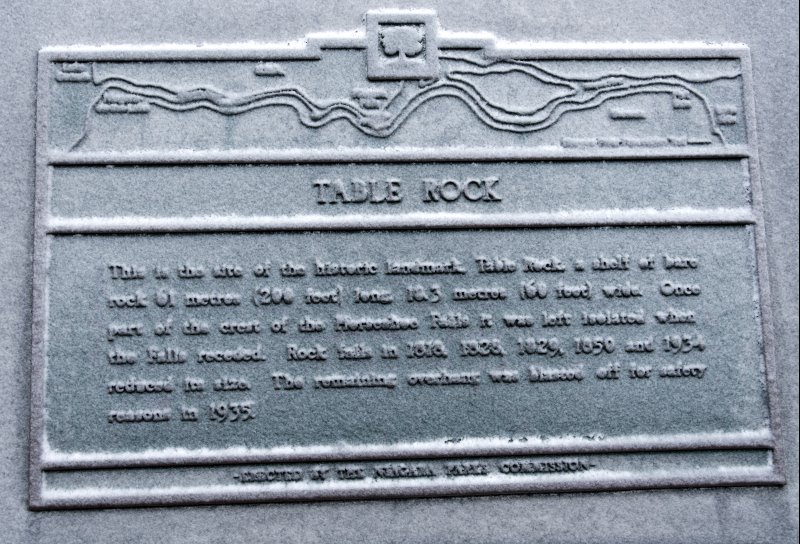 TABLE ROCK
This is the site of the historic landmark, Table Rock, a shelf of bare
rock 61 metres (200 feet) long, 18.3 metres (60 feet) wide. Once
part of the crest of the Horseshoe Falls it was left isolated when
the Falls receded. Rock falls in 1818, 1828, 1829, 1850 and 1934
reduced its size. The remaining overhang was blasted off for safety
reasons in 1935.
-ERECTED BY THE NIAGARA PARKS COMMISSION-